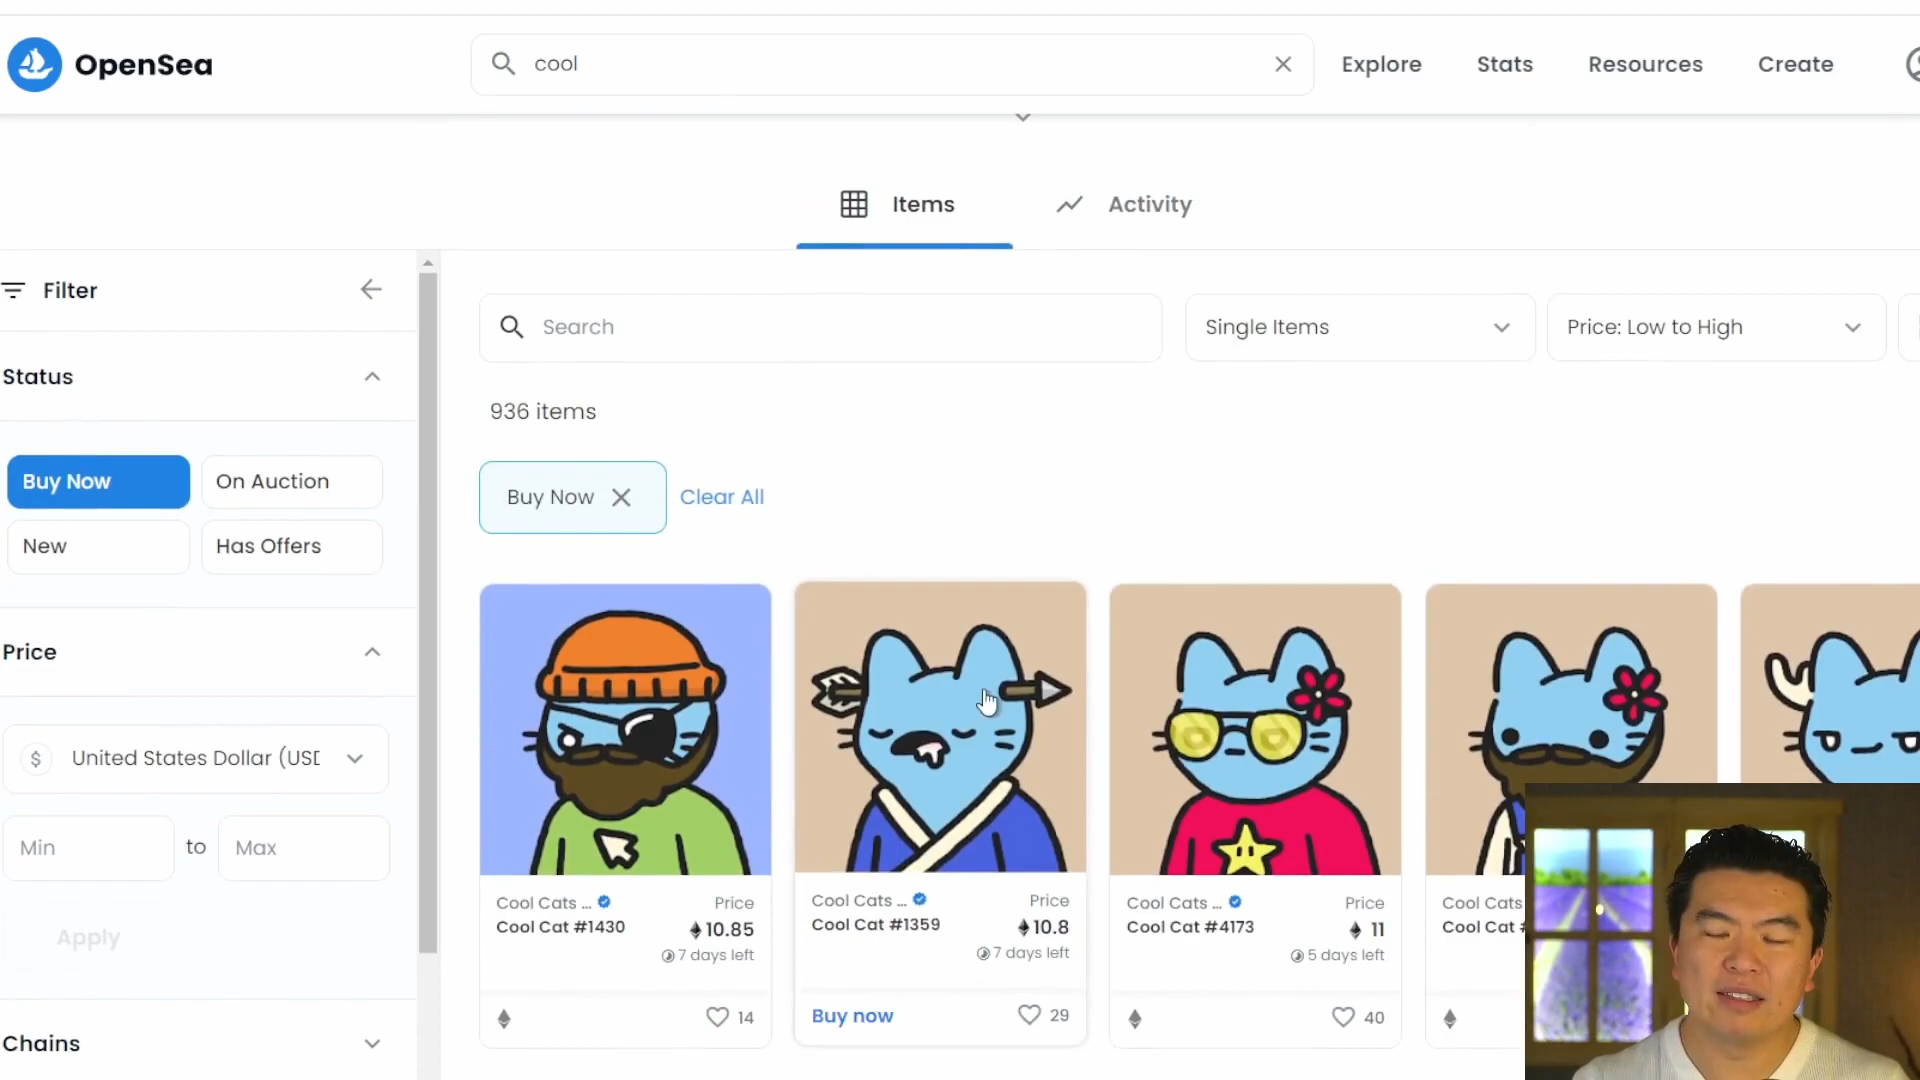 OpenSea
cool
Explore
Stats
Resources
Create
Items
Activity
Filter
Status
Buy Now
On Auction
New
Has Offers
Price
$ United States Dollar (USD
Min
to
Max
Apply
Chains
Search
Single Items
Price: Low to High
936 items
Buy Now
Clear All
Cool Cats ...
Price
Cool Cat #1430
10.85
7 days left
14
Cool Cats ...
Price
Cool Cat #1359
10.8
7 days left
Buy now
29
Cool Cats ...
Price
Cool Cat #4173
11
5 days left
40
Cool Cats
Cool Cat #